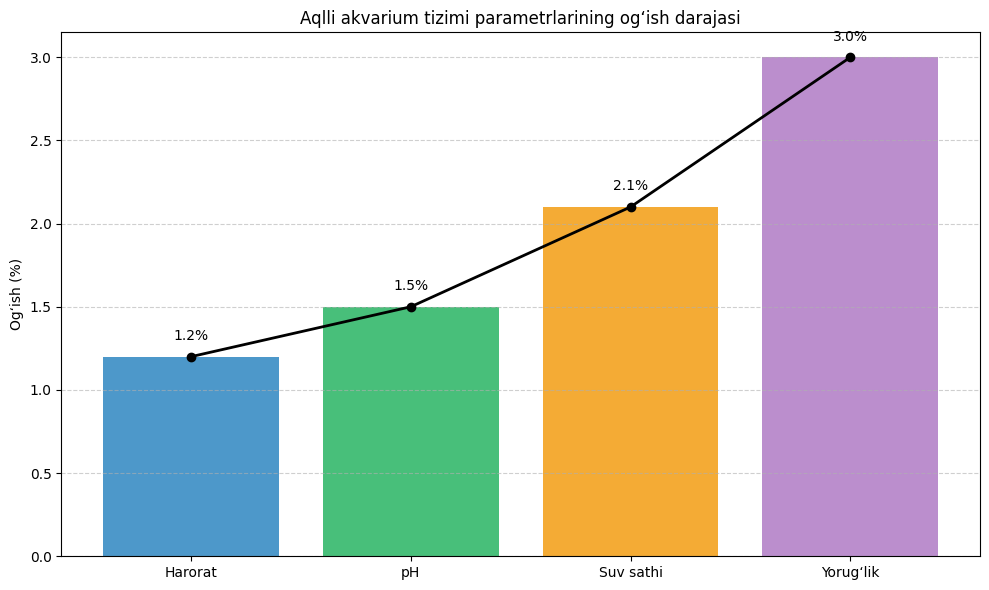 Aqlli akvarium tizimi parametrlarining og‘ish darajasi
3.0%
3.0
2.5
2.1%
2.0
Og‘ish (%)
1.5%
1.5
1.2%
1.0
0.5
0.0
Harorat
pH
Suv sathi
Yorug‘lik